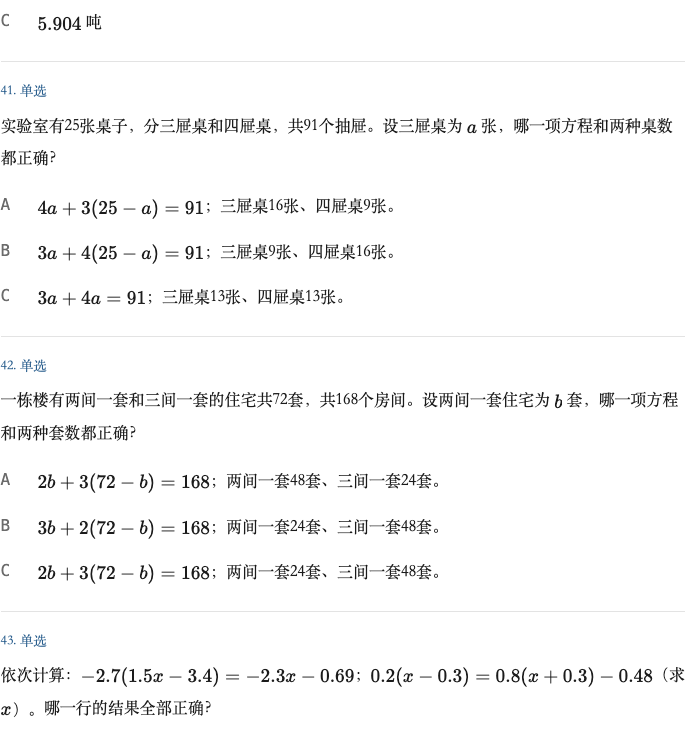 C 5.904 吨
41. 单选
实验室有25张桌子，分三屉桌和四屉桌，共91个抽屉。设三屉桌为 a 张，哪一项方程和两种桌数
都正确？
A 4a + 3(25 − a) = 91；三屉桌16张、四屉桌9张。
B 3a + 4(25 − a) = 91；三屉桌9张、四屉桌16张。
C 3a + 4a = 91；三屉桌13张、四屉桌13张。
42. 单选
一栋楼有两间一套和三间一套的住宅共72套，共168个房间。设两间一套住宅为 b 套，哪一项方程
和两种套数都正确？
A 2b + 3(72 − b) = 168；两间一套48套、三间一套24套。
B 3b + 2(72 − b) = 168；两间一套24套、三间一套48套。
C 2b + 3(72 − b) = 168；两间一套24套、三间一套48套。
43. 单选
依次计算：−2.7(1.5x − 3.4) = −2.3x − 0.69；0.2(x − 0.3) = 0.8(x + 0.3) − 0.48（求
x）。哪一行的结果全部正确？